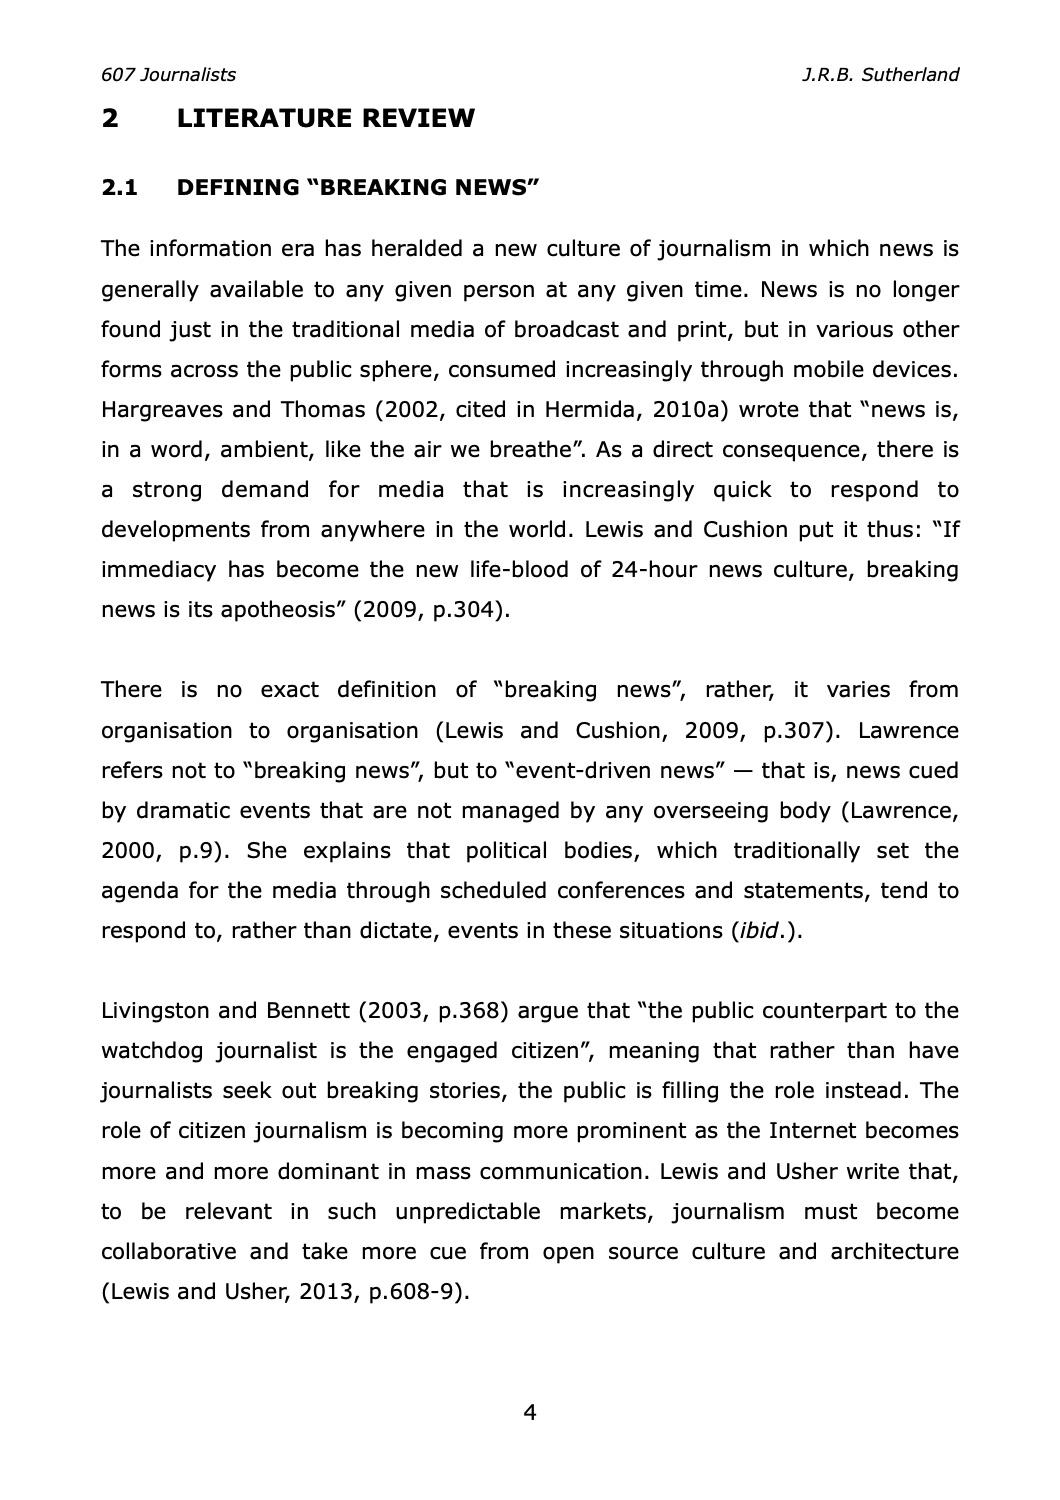 607 Journalists
J.R.B. Sutherland
2 LITERATURE REVIEW
2.1 DEFINING “BREAKING NEWS”
The information era has heralded a new culture of journalism in which news is
generally available to any given person at any given time. News is no longer
found just in the traditional media of broadcast and print, but in various other
forms across the public sphere, consumed increasingly through mobile devices.
Hargreaves and Thomas (2002, cited in Hermida, 2010a) wrote that “news is,
in a word, ambient, like the air we breathe”. As a direct consequence, there is
a strong demand for media that is increasingly quick to respond to
developments from anywhere in the world. Lewis and Cushion put it thus: “If
immediacy has become the new life-blood of 24-hour news culture, breaking
news is its apotheosis” (2009, p.304).
There is no exact definition of “breaking news”, rather, it varies from
organisation to organisation (Lewis and Cushion, 2009, p.307). Lawrence
refers not to “breaking news”, but to “event-driven news” — that is, news cued
by dramatic events that are not managed by any overseeing body (Lawrence,
2000, p.9). She explains that political bodies, which traditionally set the
agenda for the media through scheduled conferences and statements, tend to
respond to, rather than dictate, events in these situations (ibid.).
Livingston and Bennett (2003, p.368) argue that “the public counterpart to the
watchdog journalist is the engaged citizen”, meaning that rather than have
journalists seek out breaking stories, the public is filling the role instead. The
role of citizen journalism is becoming more prominent as the Internet becomes
more and more dominant in mass communication. Lewis and Usher write that,
to be relevant in such unpredictable markets, journalism must become
collaborative and take more cue from open source culture and architecture
(Lewis and Usher, 2013, p.608-9).
4